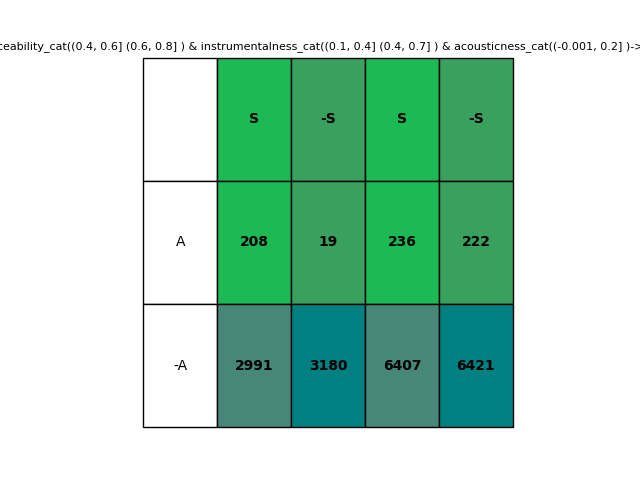 ceability_cat((0.4, 0.6] (0.6, 0.8] ) & instrumentalness_cat((0.1, 0.4] (0.4, 0.7] ) & acousticness_cat((-0.001, 0.2] )->
S -S S -S
A 208 19 236 222
-A 2991 3180 6407 6421